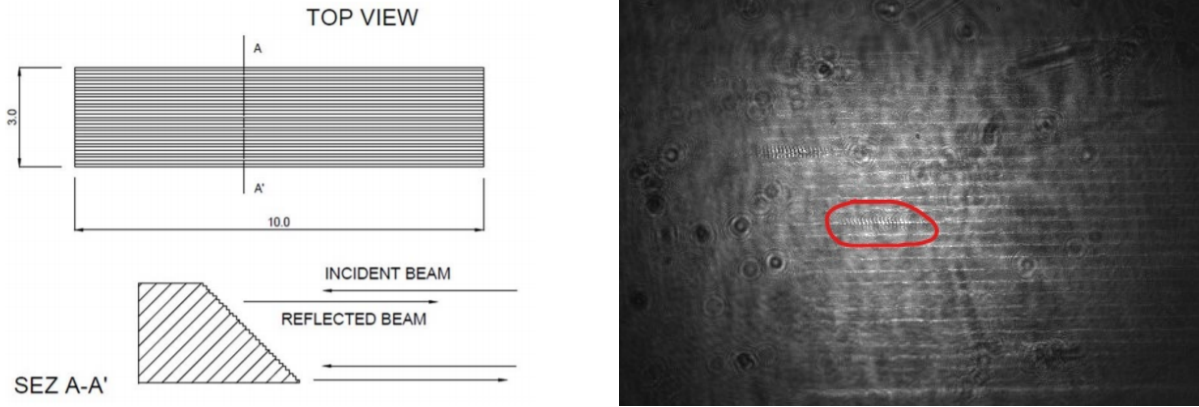 TOP VIEW
A
3.0
A'
10.0
INCIDENT BEAM
REFLECTED BEAM
SEZ A-A'